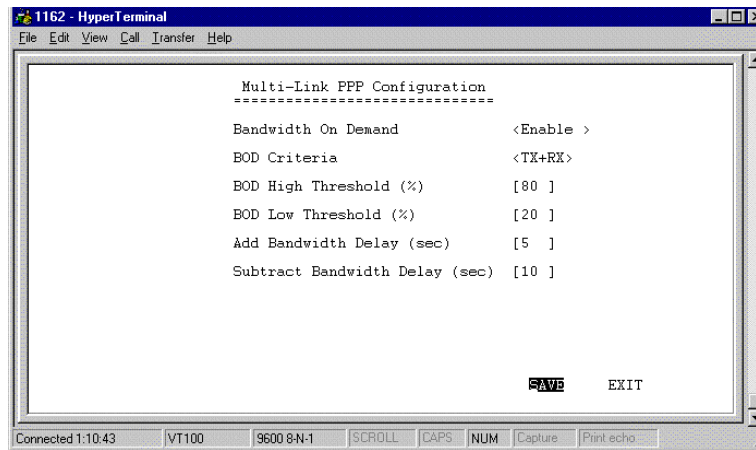 1162 - HyperTerminal
File Edit View Call Transfer Help
Multi-Link PPP Configuration
===============================
Bandwidth On Demand <Enable >
BOD Criteria <TX+RX>
BOD High Threshold (%) [80 ]
BOD Low Threshold (%) [20 ]
Add Bandwidth Delay (sec) [5  ]
Subtract Bandwidth Delay (sec) [10 ]
SAVE EXIT
Connected 1:10:43 VT100 9600 8-N-1 SCROLL CAPS NUM Capture Print echo